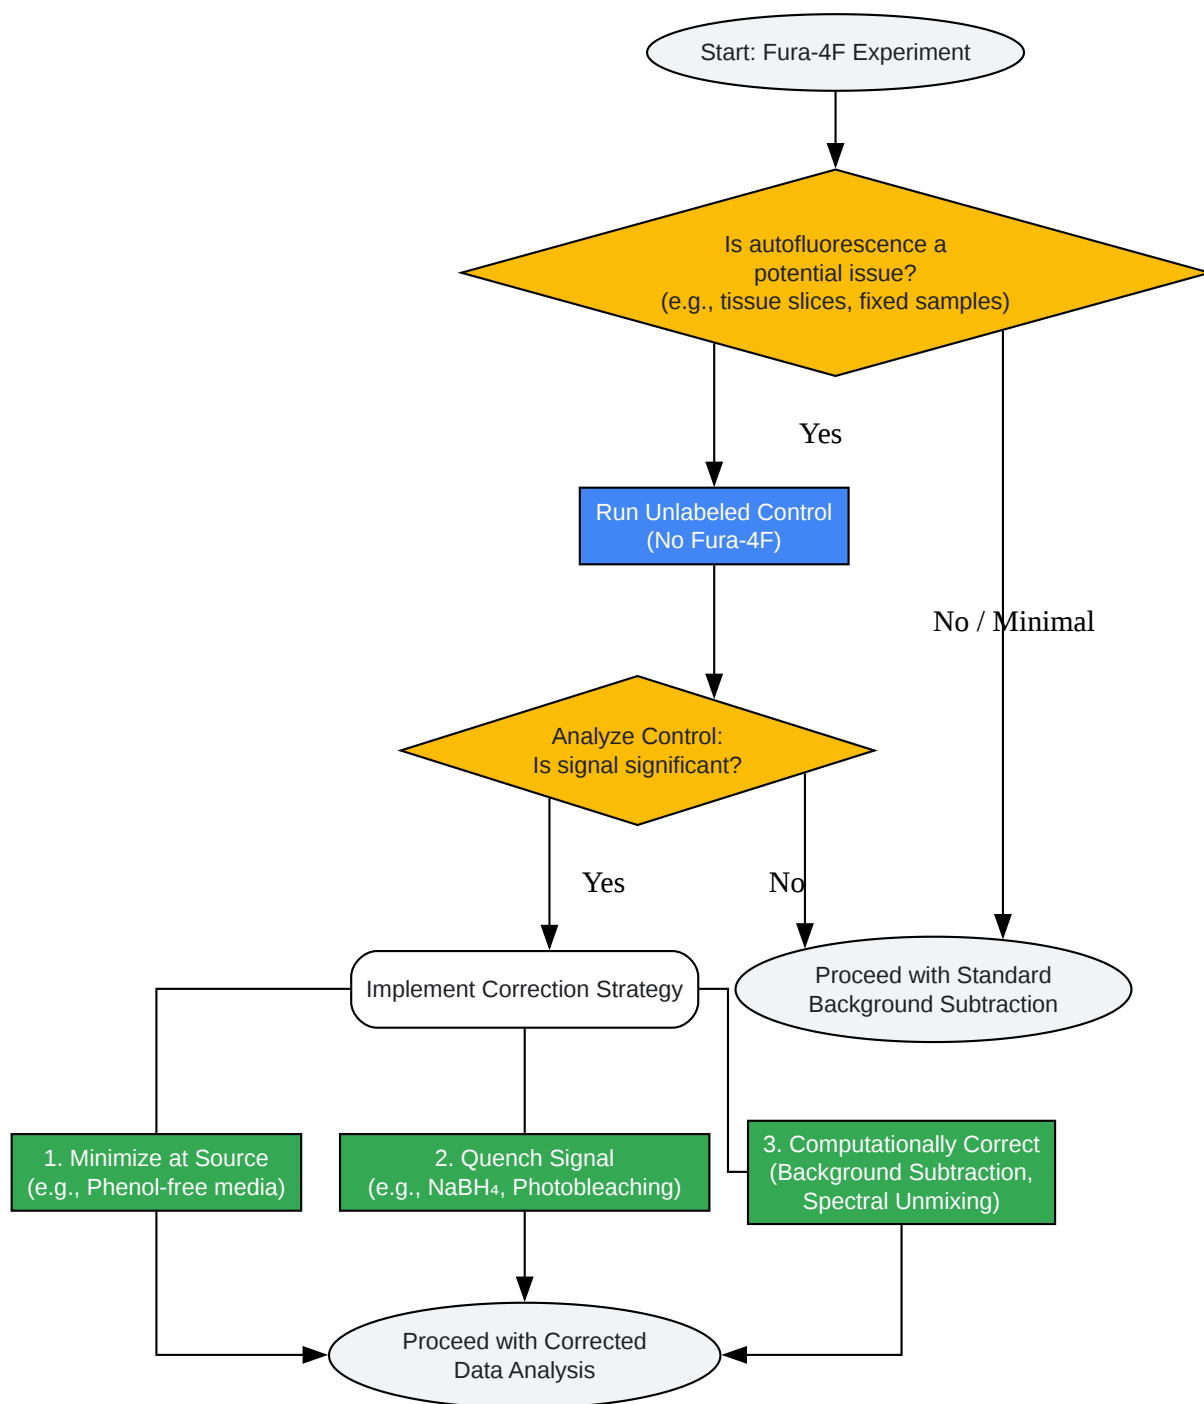 Start: Fura-4F Experiment
Is autofluorescence a
potential issue?
(e.g., tissue slices, fixed samples)
Yes
Run Unlabeled Control
(No Fura-4F)
No / Minimal
Analyze Control:
Is signal significant?
Yes
No
Implement Correction Strategy
Proceed with Standard
Background Subtraction
1. Minimize at Source
(e.g., Phenol-free media)
2. Quench Signal
(e.g., NaBH₄, Photobleaching)
3. Computationally Correct
(Background Subtraction,
Spectral Unmixing)
Proceed with Corrected
Data Analysis